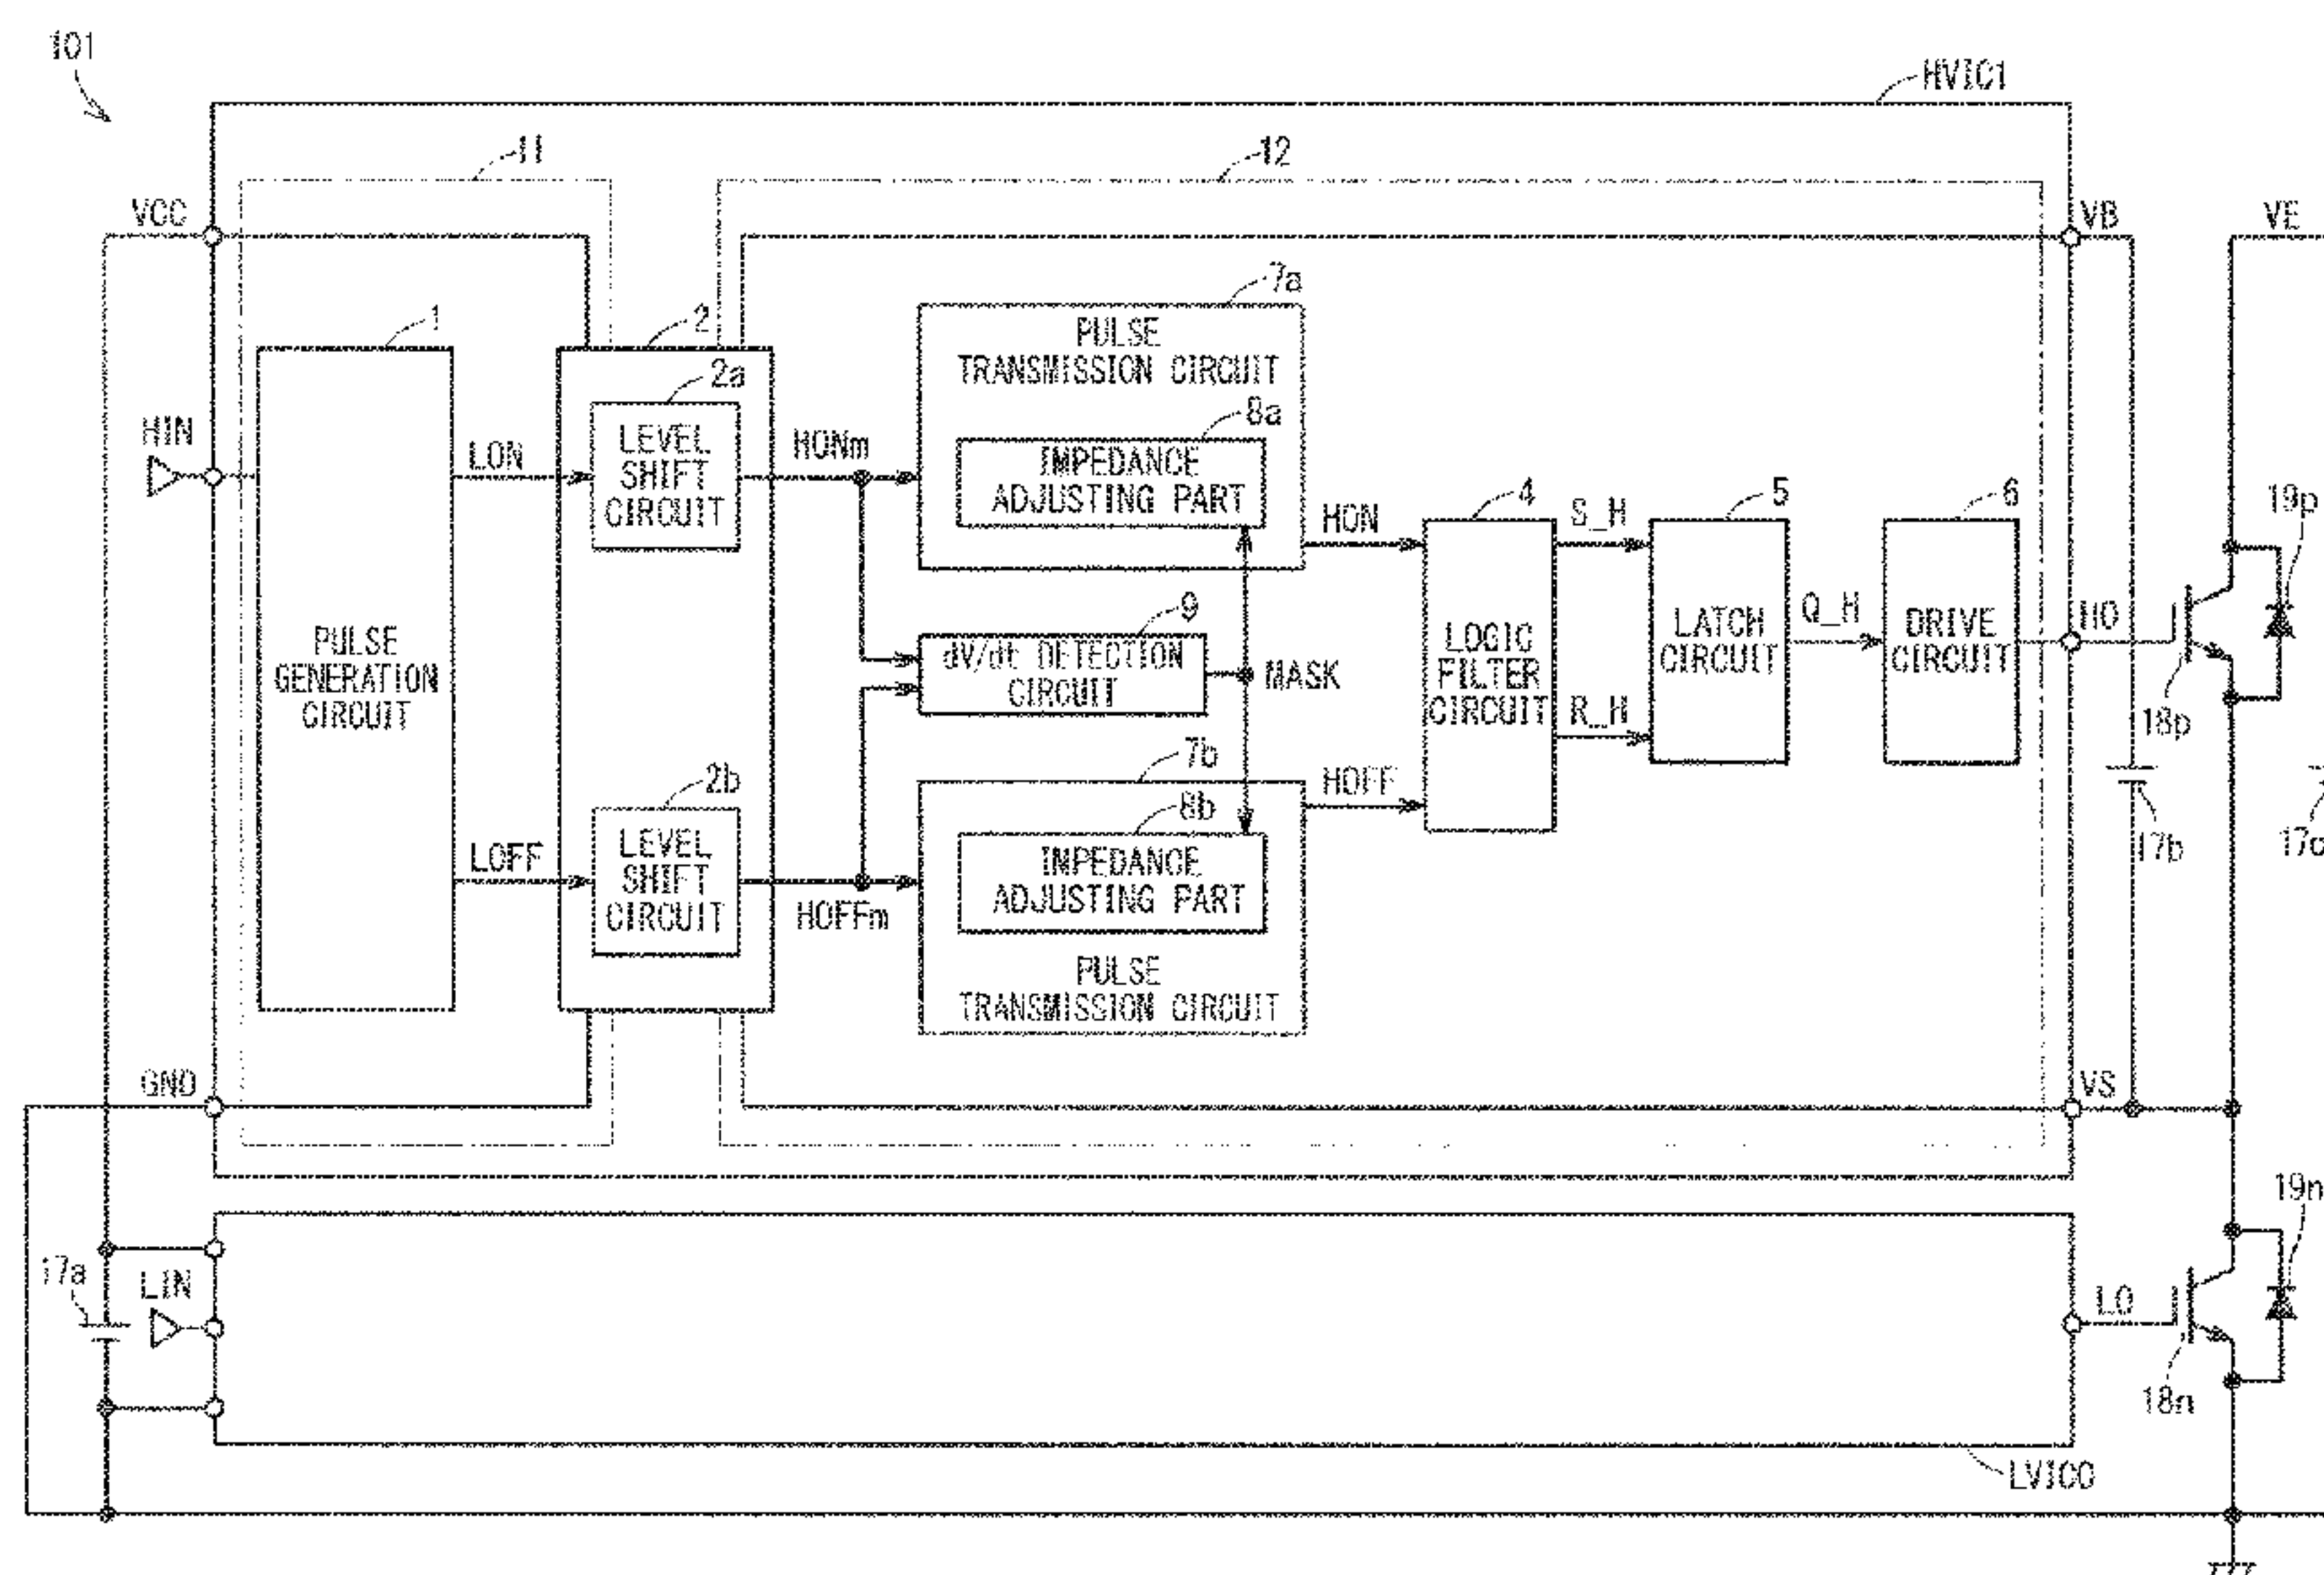 101
HVIC1
11
12
VCC
VB
VE
7a
1
2
PULSE
TRANSMISSION CIRCUIT
2a
8a
HIN
LON
LEVEL
SHIFT
CIRCUIT
HONm
IMPEDANCE
ADJUSTING PART
HON
4
S_H
5
6
19p
PULSE
GENERATION
CIRCUIT
9
dV/dt DETECTION
CIRCUIT
MASK
LOGIC
FILTER
CIRCUIT
LATCH
CIRCUIT
Q_H
DRIVE
CIRCUIT
HO
R_H
18p
7b
2b
HOFF
8b
LOFF
LEVEL
SHIFT
CIRCUIT
HOFFm
IMPEDANCE
ADJUSTING PART
17b
PULSE
TRANSMISSION CIRCUIT
GND
VS
19n
17a
LIN
LO
18n
LVIC0